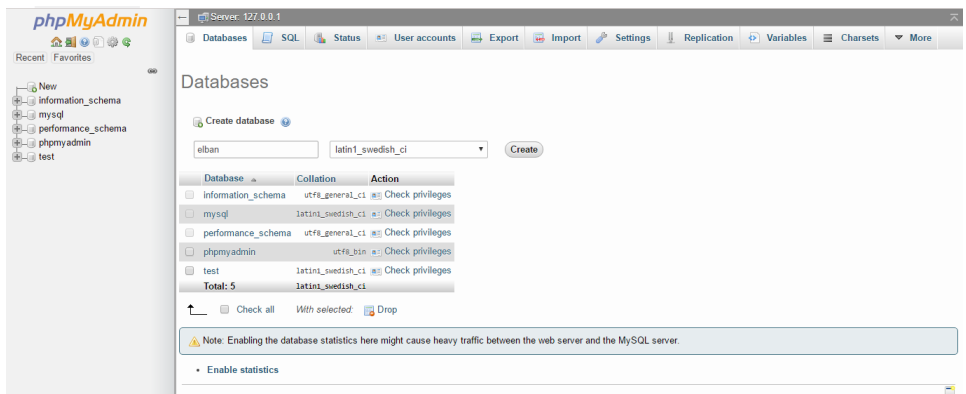 phpMyAdmin
Recent Favorites
New
information_schema
mysql
performance_schema
phpmyadmin
test
Server: 127.0.0.1
Databases SQL Status User accounts Export Import Settings Replication Variables Charsets More
Databases
Create database
elban latin1_swedish_ci Create
Database Collation Action
information_schema utf8_general_ci Check privileges
mysql latin1_swedish_ci Check privileges
performance_schema utf8_general_ci Check privileges
phpmyadmin utf8_bin Check privileges
test latin1_swedish_ci Check privileges
Total: 5 latin1_swedish_ci
Check all With selected: Drop
Note: Enabling the database statistics here might cause heavy traffic between the web server and the MySQL server.
Enable statistics